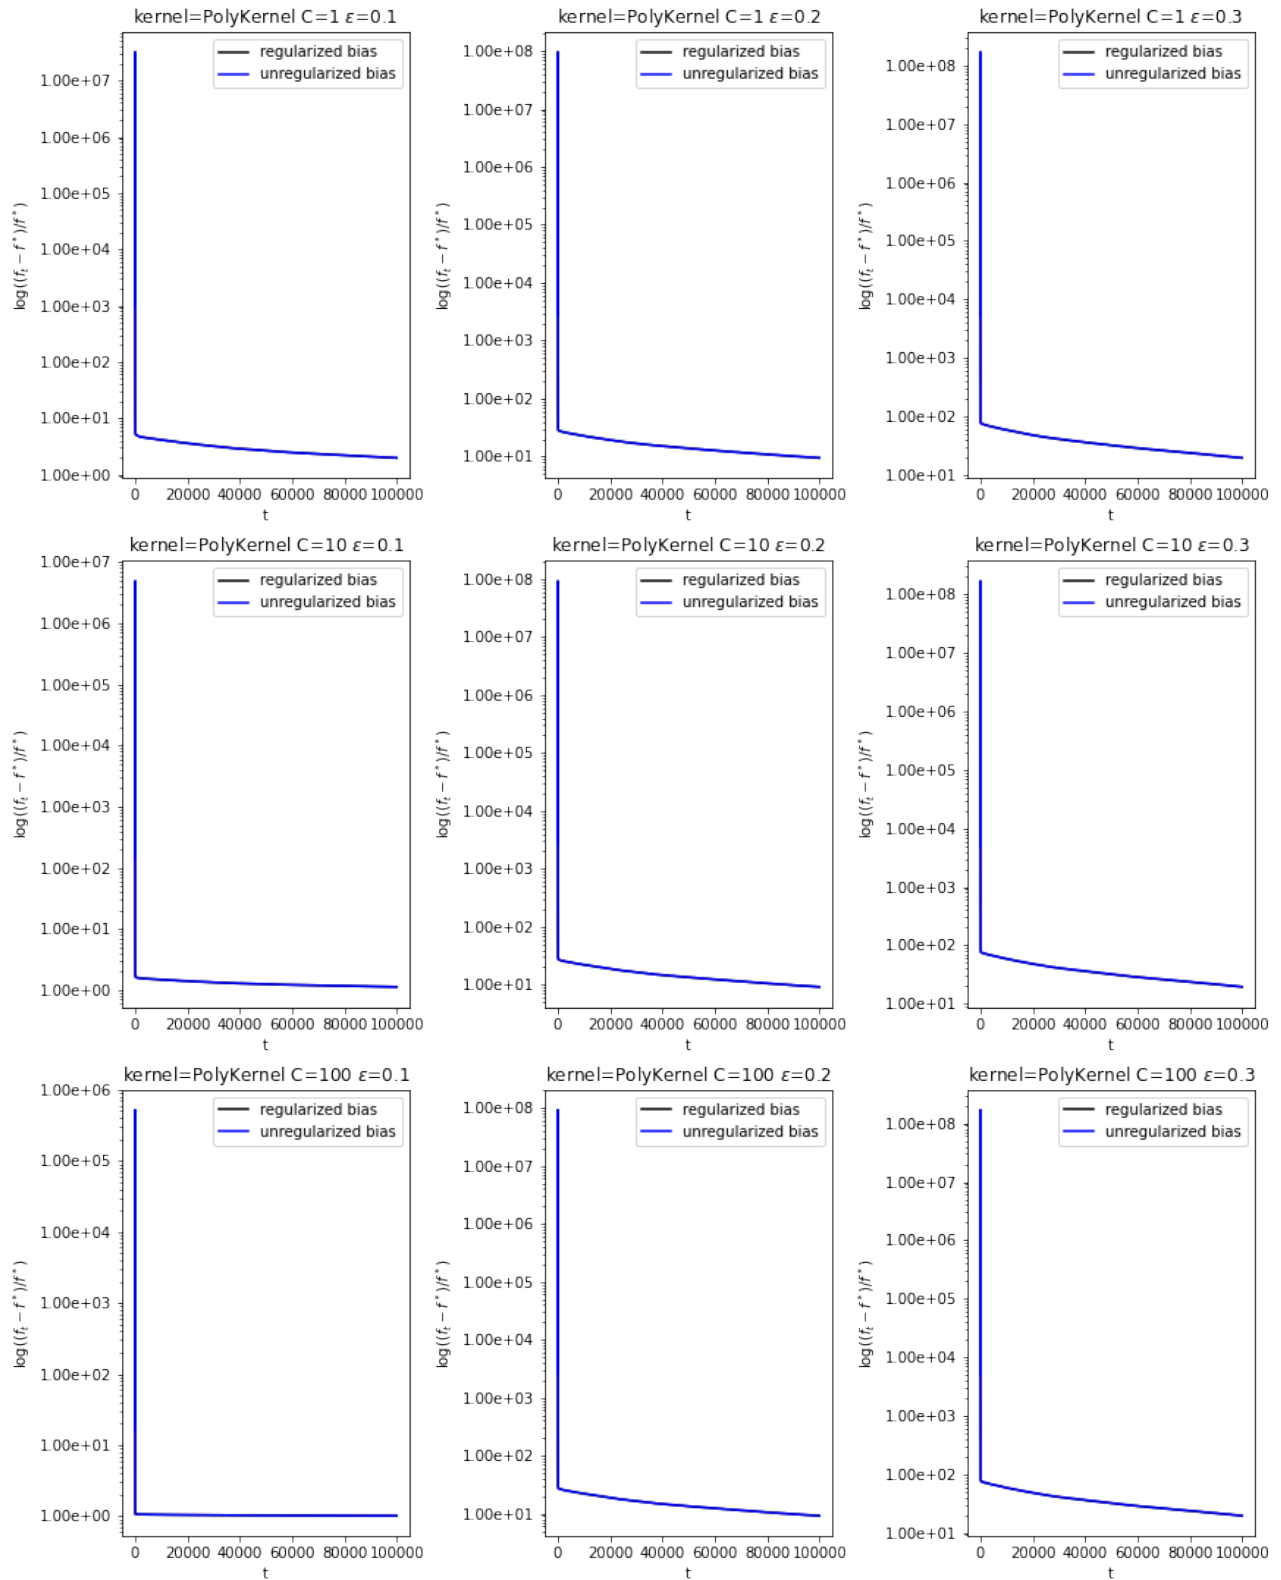 kernel=PolyKernel C=1 ε=0.1
regularized bias
unregularized bias
1.00e+07
1.00e+06
1.00e+05
1.00e+04
1.00e+03
1.00e+02
1.00e+01
1.00e+00
log((f_t − f*)/f*)
0 20000 40000 60000 80000 100000
t
kernel=PolyKernel C=1 ε=0.2
regularized bias
unregularized bias
1.00e+08
1.00e+07
1.00e+06
1.00e+05
1.00e+04
1.00e+03
1.00e+02
1.00e+01
log((f_t − f*)/f*)
0 20000 40000 60000 80000 100000
t
kernel=PolyKernel C=1 ε=0.3
regularized bias
unregularized bias
1.00e+08
1.00e+07
1.00e+06
1.00e+05
1.00e+04
1.00e+03
1.00e+02
1.00e+01
log((f_t − f*)/f*)
0 20000 40000 60000 80000 100000
t
kernel=PolyKernel C=10 ε=0.1
regularized bias
unregularized bias
1.00e+07
1.00e+06
1.00e+05
1.00e+04
1.00e+03
1.00e+02
1.00e+01
1.00e+00
log((f_t − f*)/f*)
0 20000 40000 60000 80000 100000
t
kernel=PolyKernel C=10 ε=0.2
regularized bias
unregularized bias
1.00e+08
1.00e+07
1.00e+06
1.00e+05
1.00e+04
1.00e+03
1.00e+02
1.00e+01
log((f_t − f*)/f*)
0 20000 40000 60000 80000 100000
t
kernel=PolyKernel C=10 ε=0.3
regularized bias
unregularized bias
1.00e+08
1.00e+07
1.00e+06
1.00e+05
1.00e+04
1.00e+03
1.00e+02
1.00e+01
log((f_t − f*)/f*)
0 20000 40000 60000 80000 100000
t
kernel=PolyKernel C=100 ε=0.1
regularized bias
unregularized bias
1.00e+06
1.00e+05
1.00e+04
1.00e+03
1.00e+02
1.00e+01
1.00e+00
log((f_t − f*)/f*)
0 20000 40000 60000 80000 100000
t
kernel=PolyKernel C=100 ε=0.2
regularized bias
unregularized bias
1.00e+08
1.00e+07
1.00e+06
1.00e+05
1.00e+04
1.00e+03
1.00e+02
1.00e+01
log((f_t − f*)/f*)
0 20000 40000 60000 80000 100000
t
kernel=PolyKernel C=100 ε=0.3
regularized bias
unregularized bias
1.00e+08
1.00e+07
1.00e+06
1.00e+05
1.00e+04
1.00e+03
1.00e+02
1.00e+01
log((f_t − f*)/f*)
0 20000 40000 60000 80000 100000
t